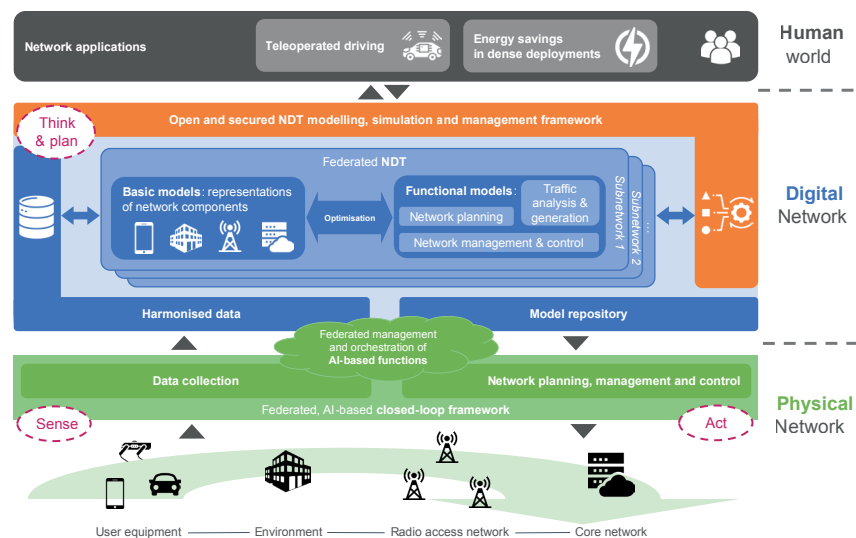 Network applications
Teleoperated driving
Energy savings
in dense deployments
Human
world
Think
& plan
Open and secured NDT modelling, simulation and management framework
Federated NDT
Basic models: representations
of network components
Optimisation
Functional models:
Network planning
Traffic
analysis &
generation
Network management & control
Subnetwork 1
Subnetwork 2
...
Digital
Network
Harmonised data
Model repository
Federated management
and orchestration of
AI-based functions
Data collection
Network planning, management and control
Federated, AI-based closed-loop framework
Sense
Act
Physical
Network
User equipment
Environment
Radio access network
Core network